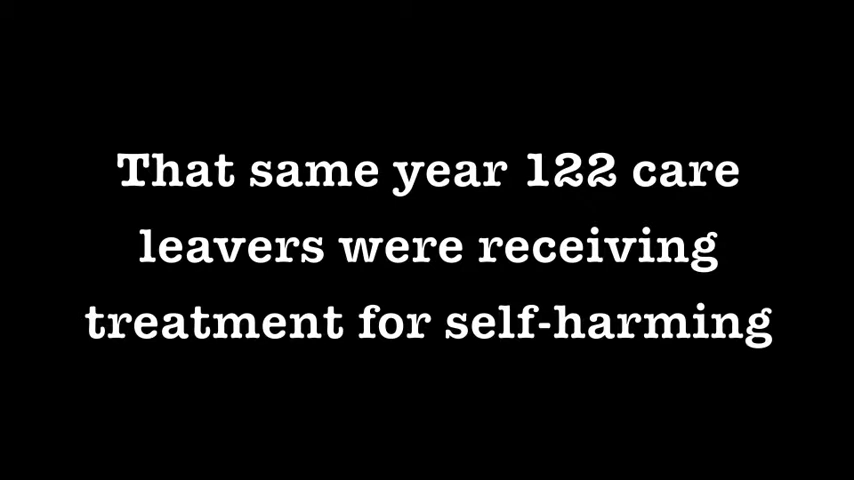 That same year 122 care
leavers were receiving
treatment for self-harming